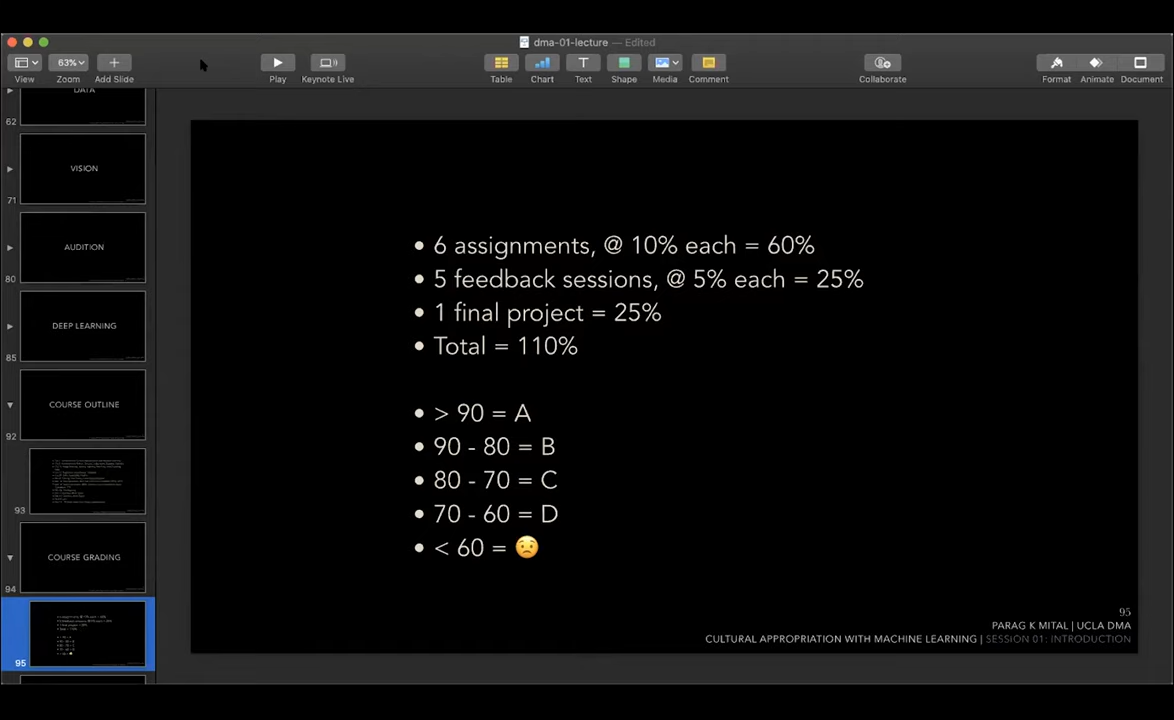 dma-01-lecture — Edited
63%
View
Zoom
Add Slide
Play
Keynote Live
Table
Chart
Text
Shape
Media
Comment
Collaborate
Format
Animate
Document
DATA
62
VISION
71
AUDITION
80
DEEP LEARNING
85
COURSE OUTLINE
92
93
COURSE GRADING
94
95
• 6 assignments, @ 10% each = 60%
• 5 feedback sessions, @ 5% each = 25%
• 1 final project = 25%
• Total = 110%
• > 90 = A
• 90 - 80 = B
• 80 - 70 = C
• 70 - 60 = D
• < 60 = 😟
95
PARAG K MITAL | UCLA DMA
CULTURAL APPROPRIATION WITH MACHINE LEARNING | SESSION 01: INTRODUCTION